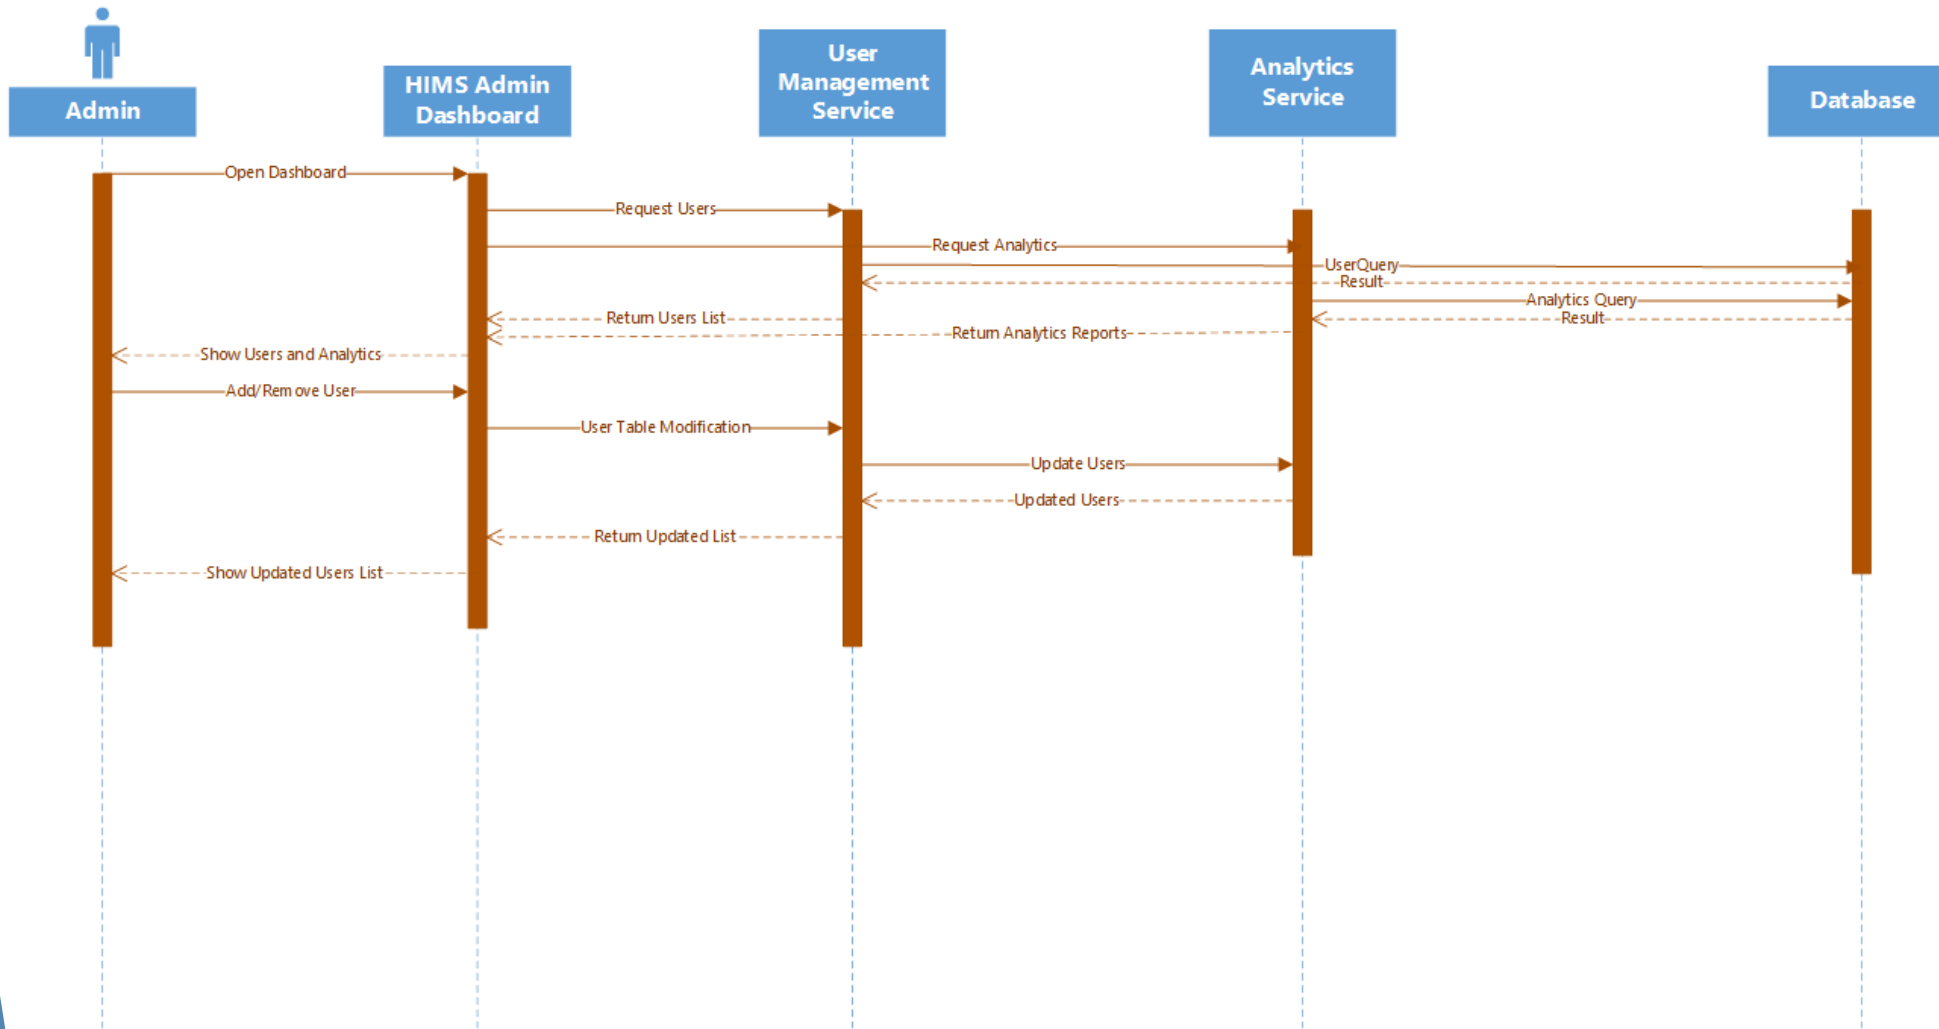 Admin
HIMS Admin
Dashboard
User
Management
Service
Analytics
Service
Database
Open Dashboard
Request Users
Request Analytics
UserQuery
Result
Analytics Query
Result
Return Users List
Return Analytics Reports
Show Users and Analytics
Add/Remove User
User Table Modification
Update Users
Updated Users
Return Updated List
Show Updated Users List